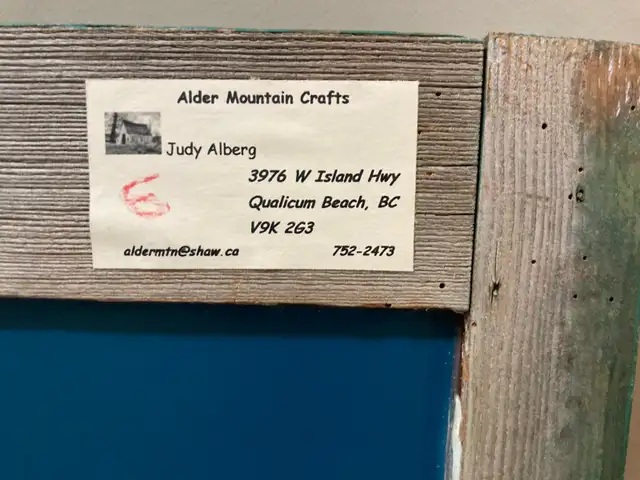 Alder Mountain Crafts
Judy Alberg
6
3976 W Island Hwy
Qualicum Beach, BC
V9K 2G3
aldermtn@shaw.ca 752-2473